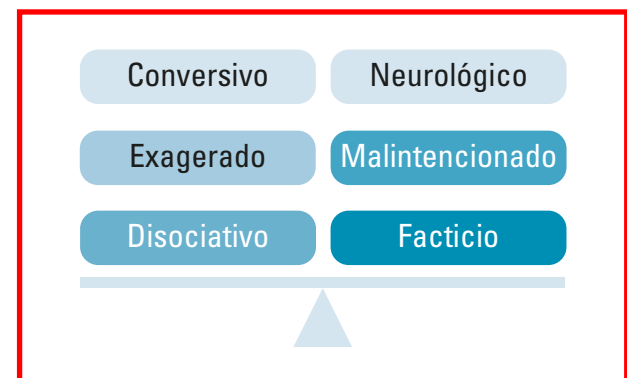 Conversivo Neurológico
Exagerado Malintencionado
Disociativo Facticio